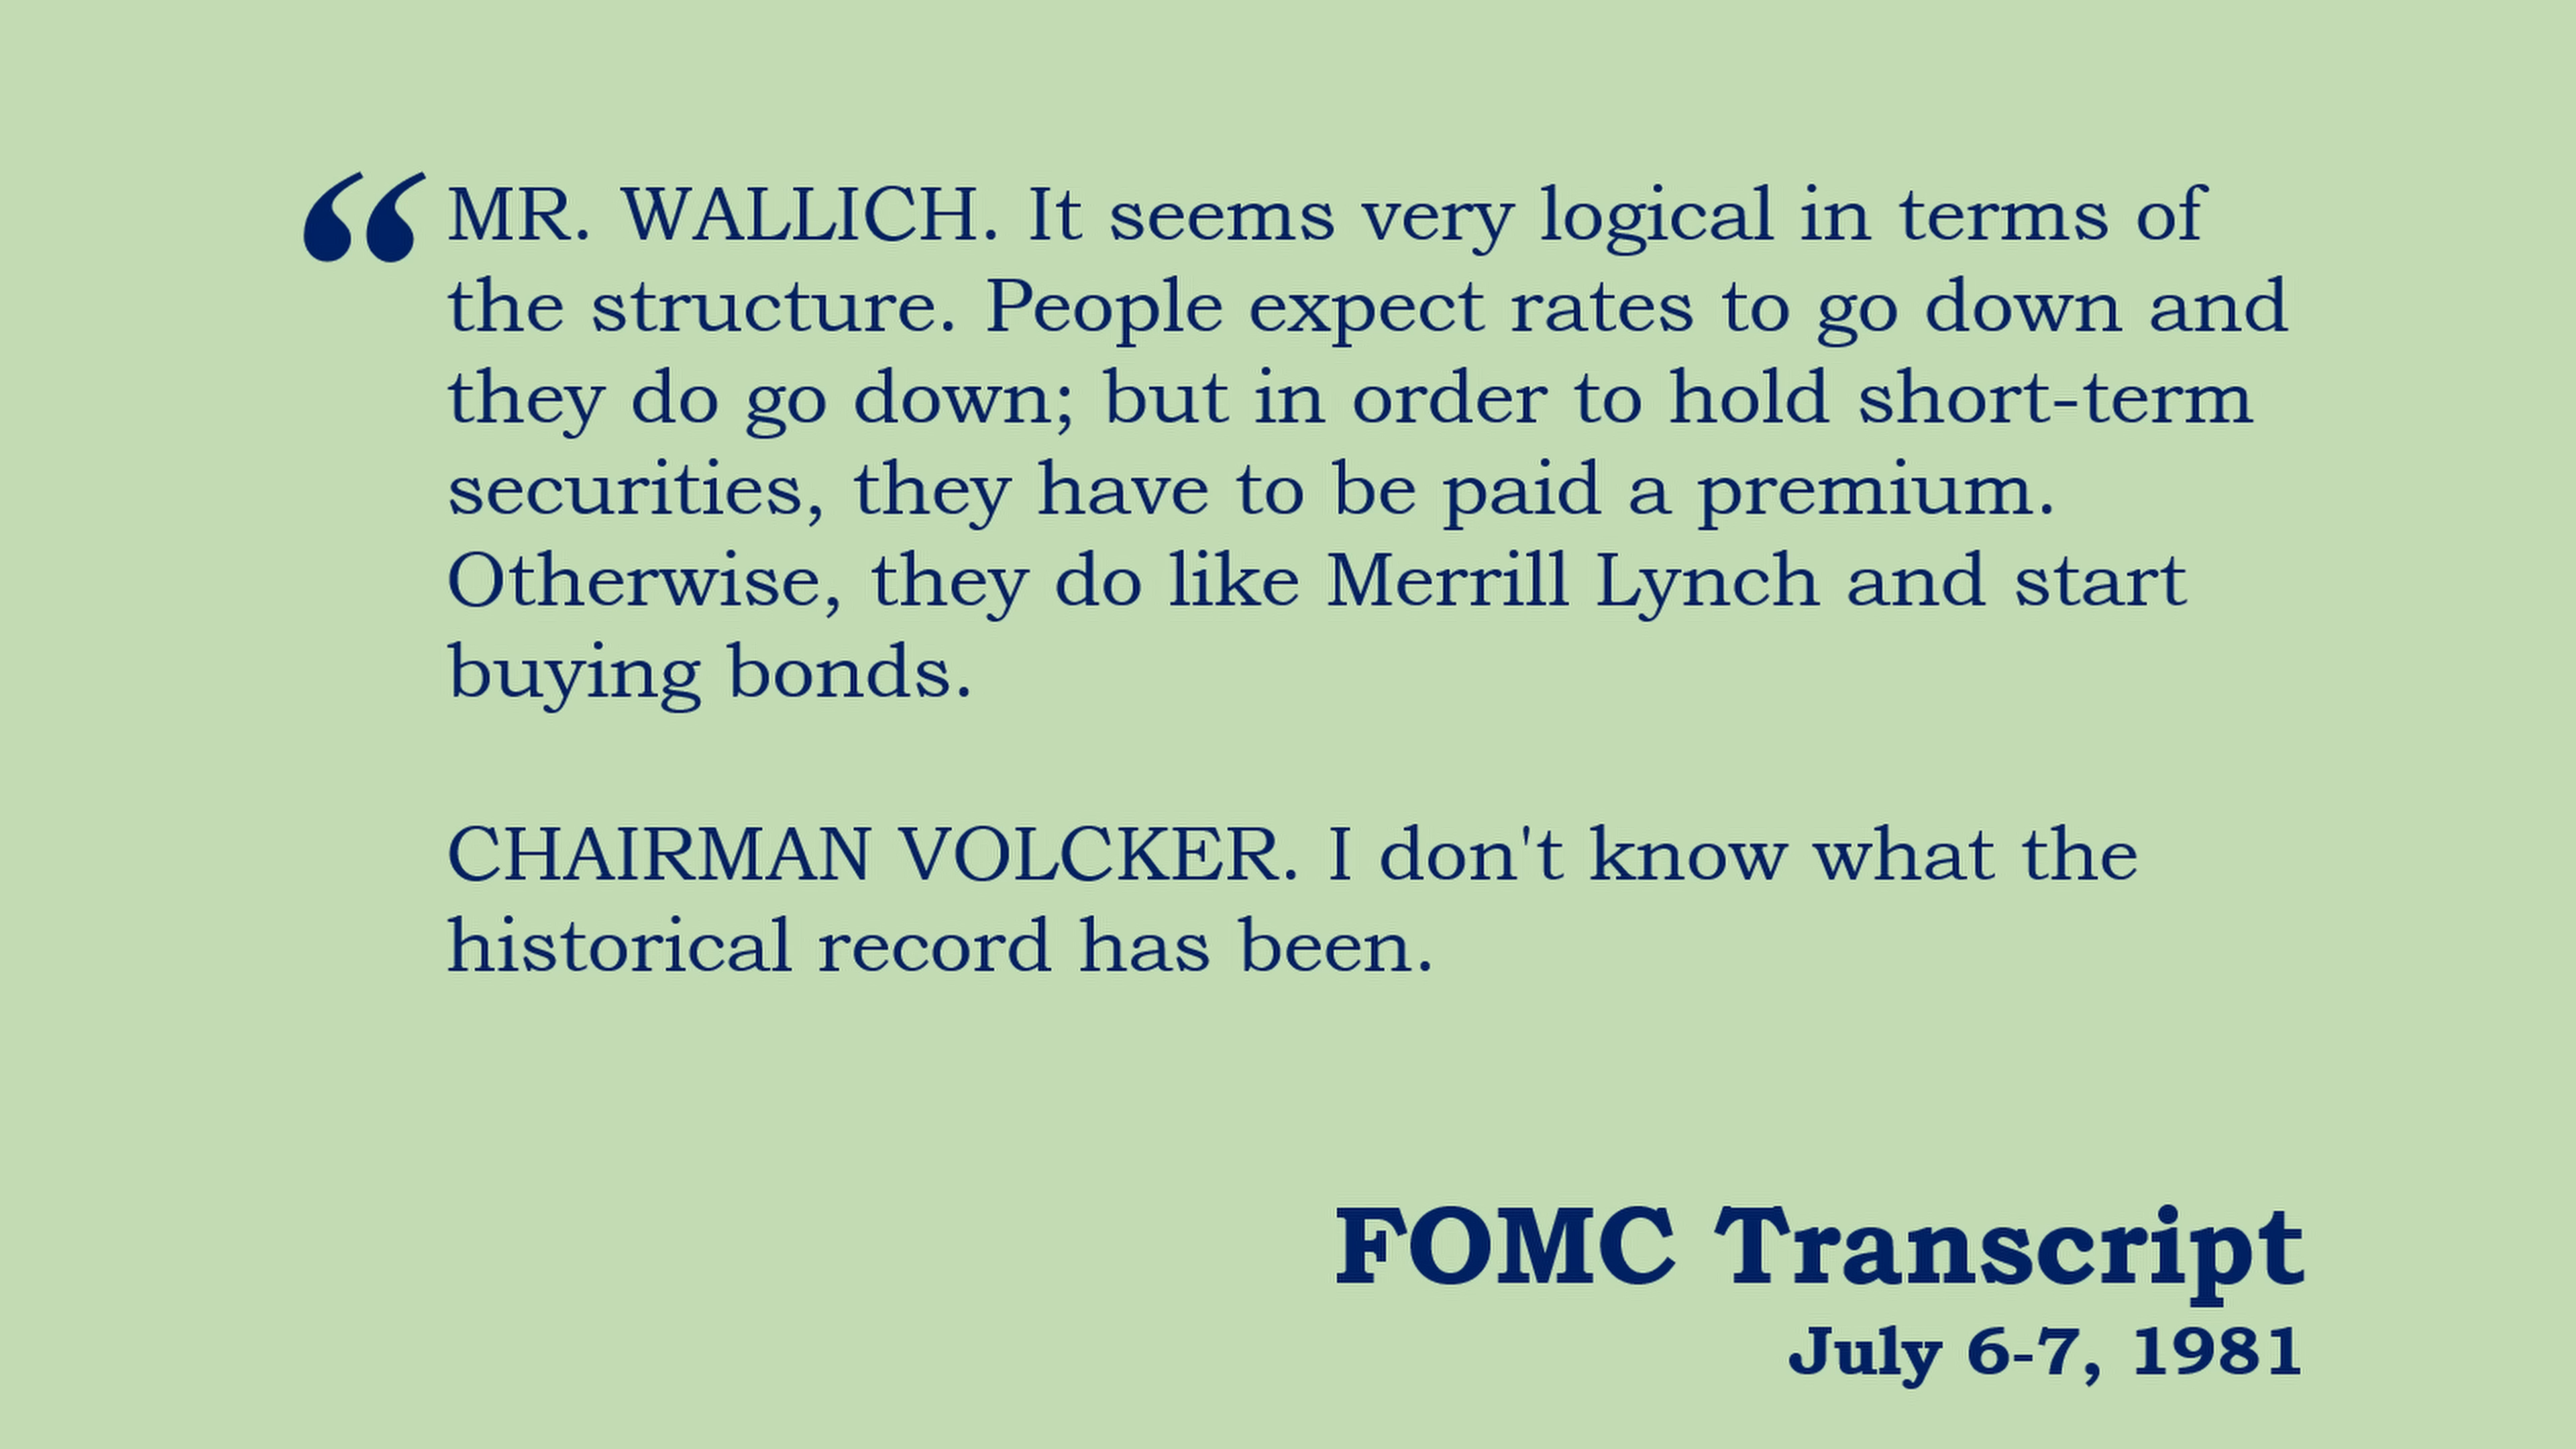 “MR. WALLICH. It seems very logical in terms of
the structure. People expect rates to go down and
they do go down; but in order to hold short-term
securities, they have to be paid a premium.
Otherwise, they do like Merrill Lynch and start
buying bonds.
CHAIRMAN VOLCKER. I don't know what the
historical record has been.
FOMC Transcript
July 6-7, 1981